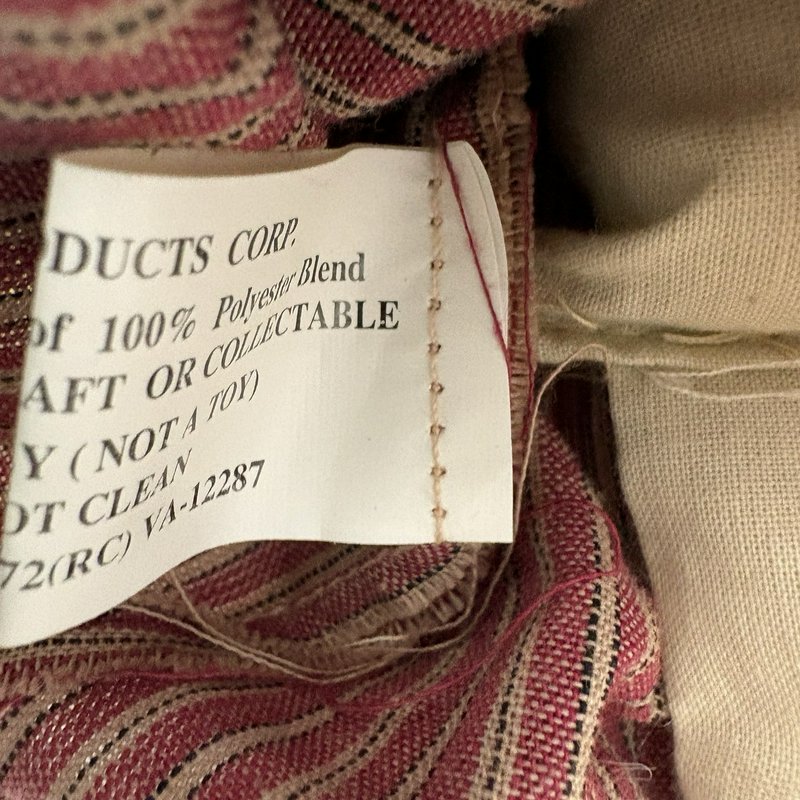 DUCTS CORP.
of 100% Polyester Blend
AFT OR COLLECTABLE
Y (NOT A TOY)
OT CLEAN
72(RC) VA-12287